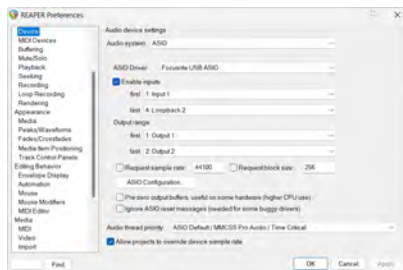 REAPER Preferences
Device
MIDI Devices
Buffering
Mute/Solo
Playback
Seeking
Recording
Loop Recording
Rendering
Appearance
Media
Peaks/Waveforms
Fades/Crossfades
Media Item Positioning
Track Control Panels
Editing Behavior
Envelope Display
Automation
Mouse
Mouse Modifiers
MIDI Editor
Media
MIDI
Video
Import
Find
Audio device settings
Audio system: ASIO
ASIO Driver: Focusrite USB ASIO
Enable inputs
first 1: Input 1
last 4: Loopback 2
Output range
first 1: Output 1
last 2: Output 2
Request sample rate: 44100 Request block size: 256
ASIO Configuration...
Pre-zero output buffers, useful on some hardware (higher CPU use)
Ignore ASIO reset messages (needed for some buggy drivers)
Audio thread priority: ASIO Default / MMCSS Pro Audio / Time Critical
Allow projects to override device sample rate
OK Cancel Apply